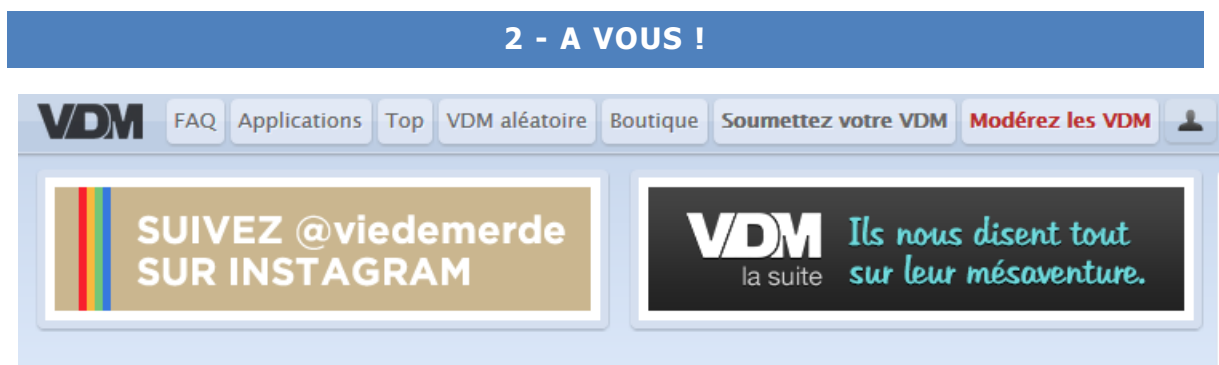 2 - A VOUS !
VDM FAQ Applications Top VDM aléatoire Boutique Soumettez votre VDM Modérez les VDM
SUIVEZ @viedemerde
SUR INSTAGRAM
VDM
la suite
Ils nous disent tout
sur leur mésaventure.